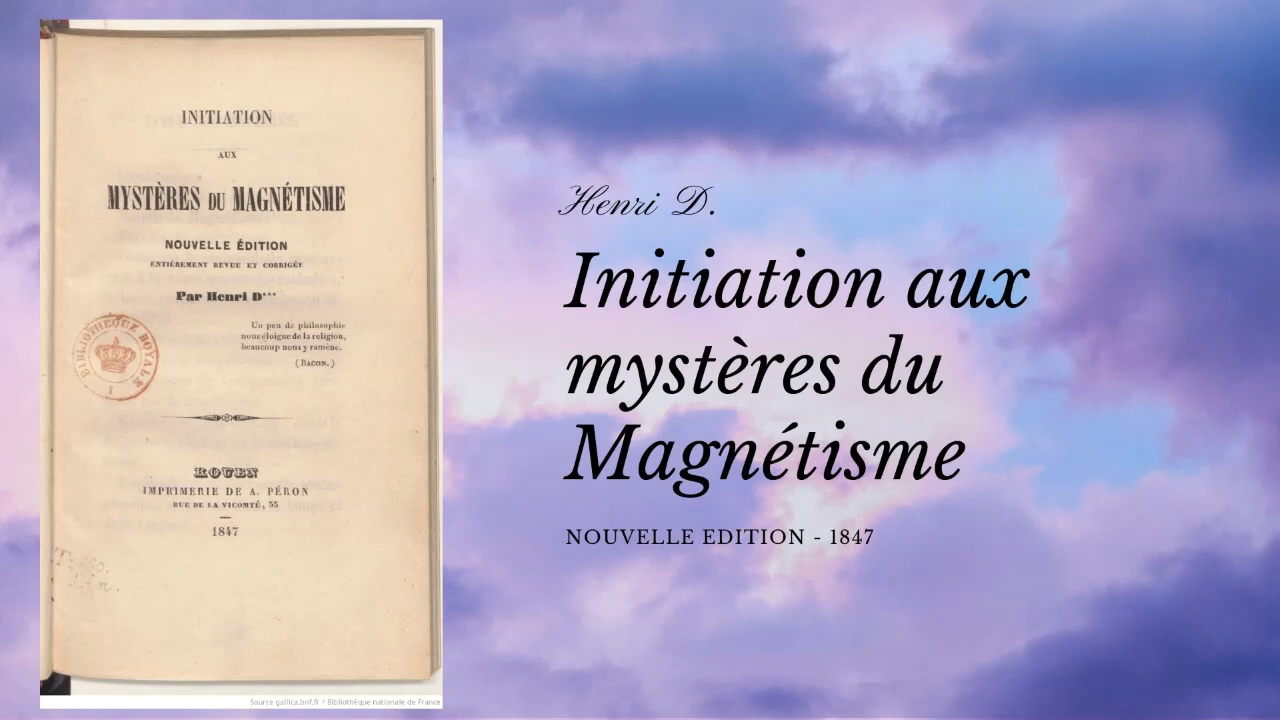 INITIATION
AUX
MYSTÈRES DU MAGNÉTISME
NOUVELLE ÉDITION
ENTIÈREMENT REVUE ET CORRIGÉE
Par Henri D***
Un peu de philosophie
nous éloigne de la religion,
beaucoup nous y ramène.
(BACON.)
BIBLIOTHEQUE ROYALE
I
ROUEN
IMPRIMERIE DE A. PÉRON
RUE DE LA VICOMTÉ, 55
1847
Source gallica.bnf.fr / Bibliothèque nationale de France
Henri D.
Initiation aux
mystères du
Magnétisme
NOUVELLE EDITION - 1847